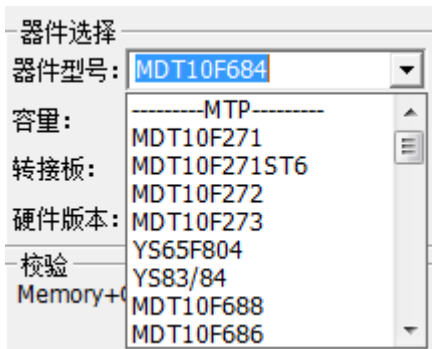 器件选择
器件型号: MDT10F684
---------MTP---------
容量:
MDT10F271
MDT10F271ST6
转接板:
MDT10F272
硬件版本: MDT10F273
YS65F804
校验
YS83/84
Memory+
MDT10F688
MDT10F686